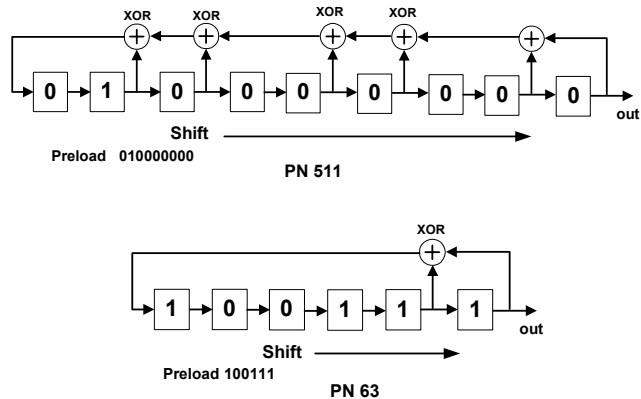 XOR XOR XOR XOR
0 1 0 0 0 0 0 0 0
out
Shift
Preload 010000000
PN 511
XOR
1 0 0 1 1 1
out
Shift
Preload 100111
PN 63